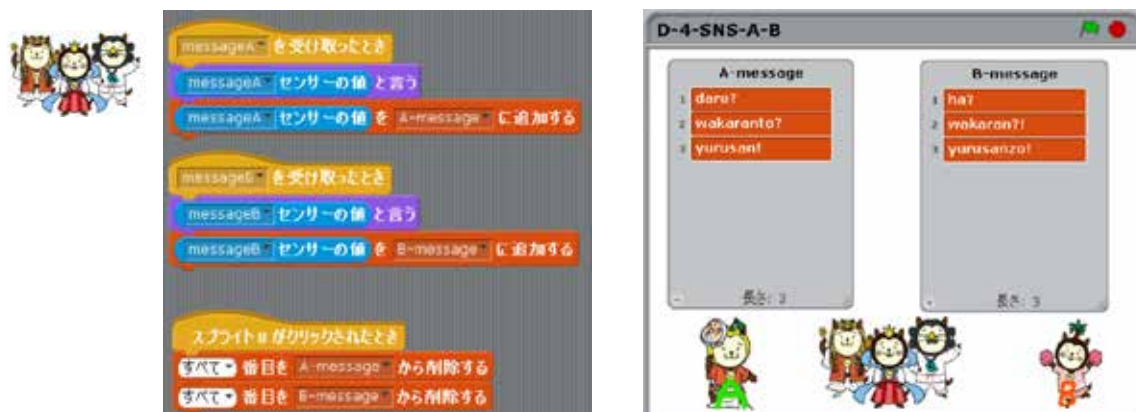 messageA を受け取ったとき
messageA センサーの値 と言う
messageA センサーの値 を A-message に追加する
messageB を受け取ったとき
messageB センサーの値 と言う
messageB センサーの値 を B-message に追加する
がクリックされたとき
すべて 番目を A-message から削除する
すべて 番目を B-message から削除する
D-4-SNS-A-B
A-message
1 daru?
2 wakaranto?
3 yurusan!
長さ: 3
B-message
1 ha?
2 wakaran?!
3 yurusanzo!
長さ: 3
A
B